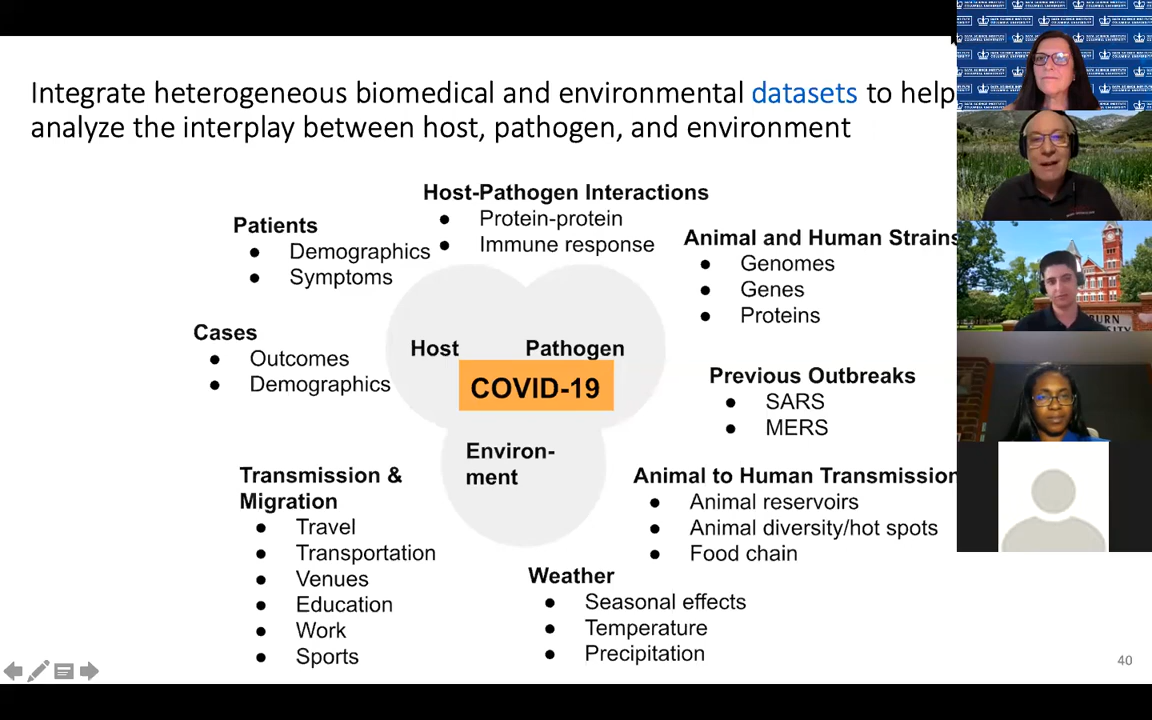 Integrate heterogeneous biomedical and environmental datasets to help
analyze the interplay between host, pathogen, and environment
Host-Pathogen Interactions
● Protein-protein
● Immune response
Patients
● Demographics
● Symptoms
Animal and Human Strains
● Genomes
● Genes
● Proteins
Cases
● Outcomes
● Demographics
Host
Pathogen
COVID-19
Environ-
ment
Previous Outbreaks
● SARS
● MERS
Transmission &
Migration
● Travel
● Transportation
● Venues
● Education
● Work
● Sports
Animal to Human Transmission
● Animal reservoirs
● Animal diversity/hot spots
● Food chain
Weather
● Seasonal effects
● Temperature
● Precipitation
40